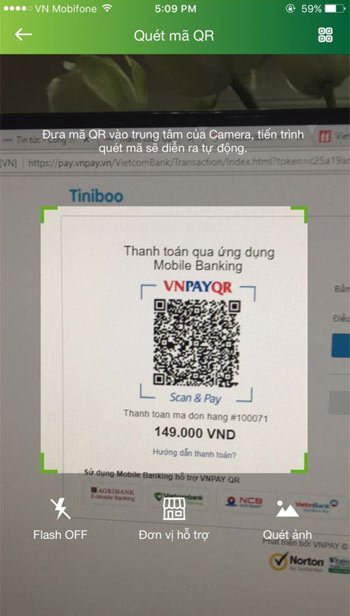 VN Mobifone 5:09 PM 59%
Quét mã QR
Tin tức - Công
Đưa mã QR vào trung tâm của Camera, tiến trình
quét mã sẽ diễn ra tự động.
[VN] https://pay.vnpay.vn/VietcomBank/Transaction/Index.html?token=c25a19ac
Tiniboo
Thanh toán qua ứng dụng
Mobile Banking
VNPAYQR
Scan & Pay
Thanh toan ma don hang #100071
149.000 VND
Hướng dẫn thanh toán?
Sử dụng Mobile Banking hỗ trợ VNPAY QR
AGRIBANK
E-Mobile Banking
Vietcombank
NCB
VietinBank
Flash OFF
Đơn vị hỗ trợ
Quét ảnh
Phát triển bởi VNPAY ©
Norton